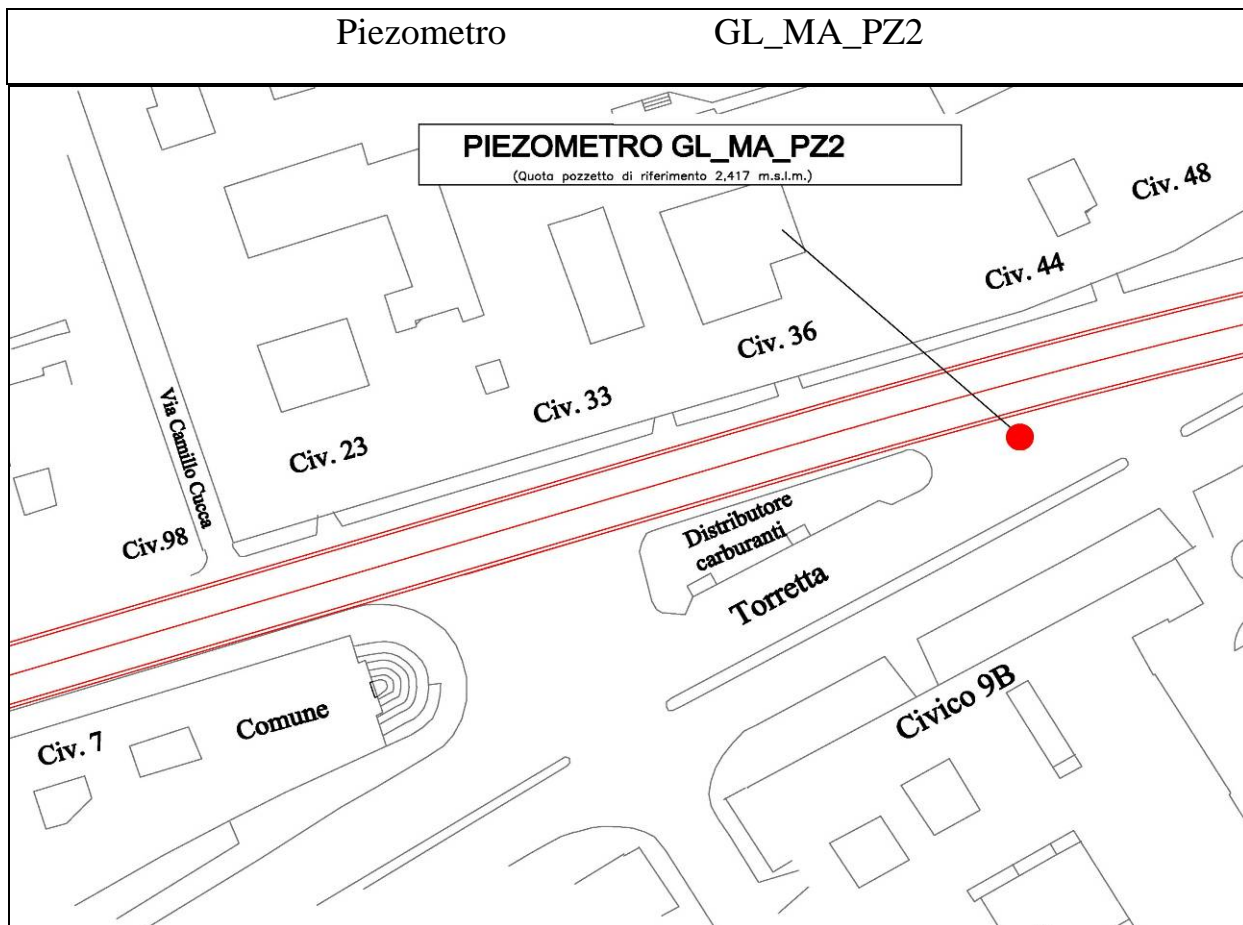 Piezometro GL_MA_PZ2
PIEZOMETRO GL_MA_PZ2
(Quota pozzetto di riferimento 2,417 m.s.l.m.)
Civ. 48
Civ. 44
Civ. 36
Civ. 33
Civ. 23
Via Camillo Cucca
Civ.98
Distributore
carburanti
Torretta
Civico 9B
Comune
Civ. 7